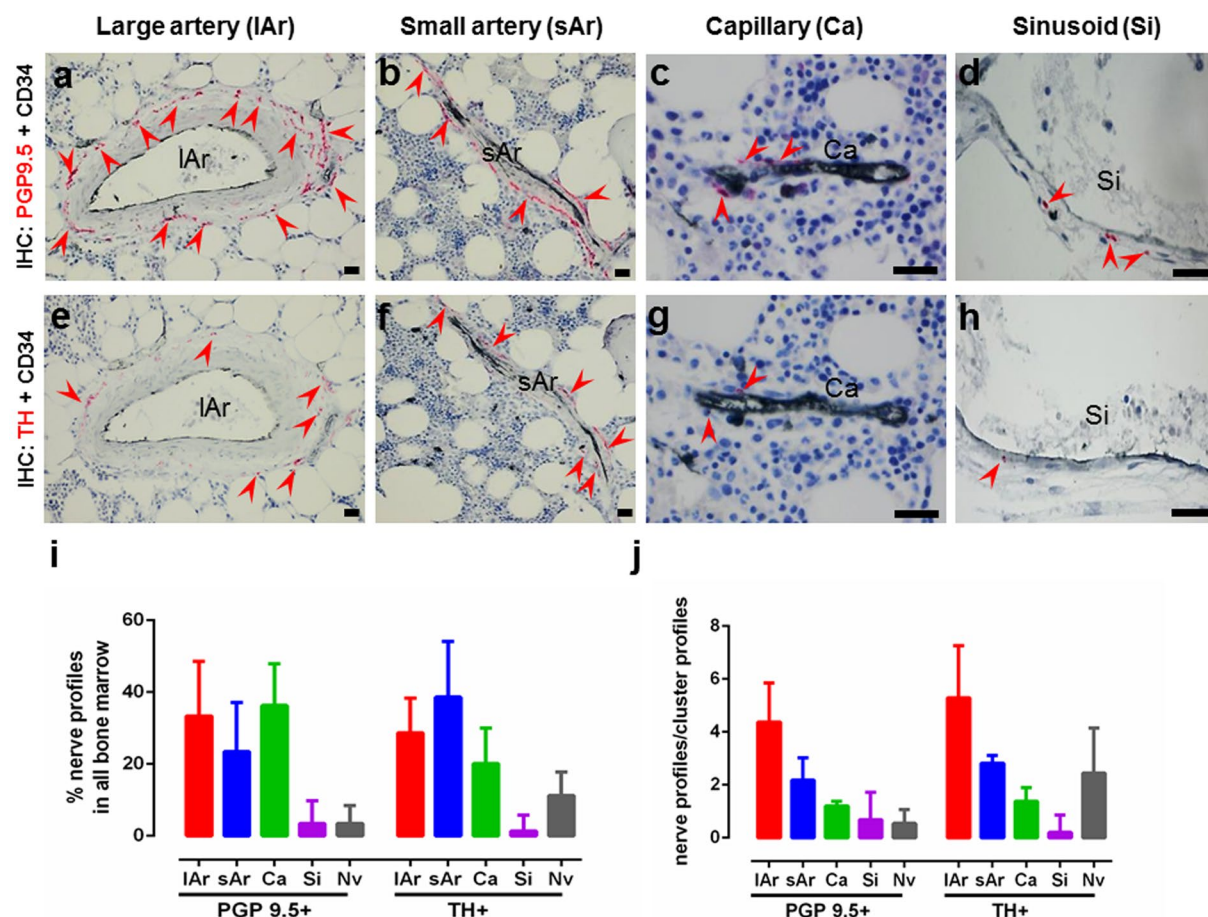 Large artery (lAr) Small artery (sAr) Capillary (Ca) Sinusoid (Si)
IHC: PGP9.5 + CD34
a b c d
lAr sAr Ca Si
IHC: TH + CD34
e f g h
lAr sAr Ca Si
i j
% nerve profiles
in all bone marrow
60
40
20
0
lAr sAr Ca Si Nv lAr sAr Ca Si Nv
PGP 9.5+ TH+
nerve profiles/cluster profiles
8
6
4
2
0
lAr sAr Ca Si Nv lAr sAr Ca Si Nv
PGP 9.5+ TH+